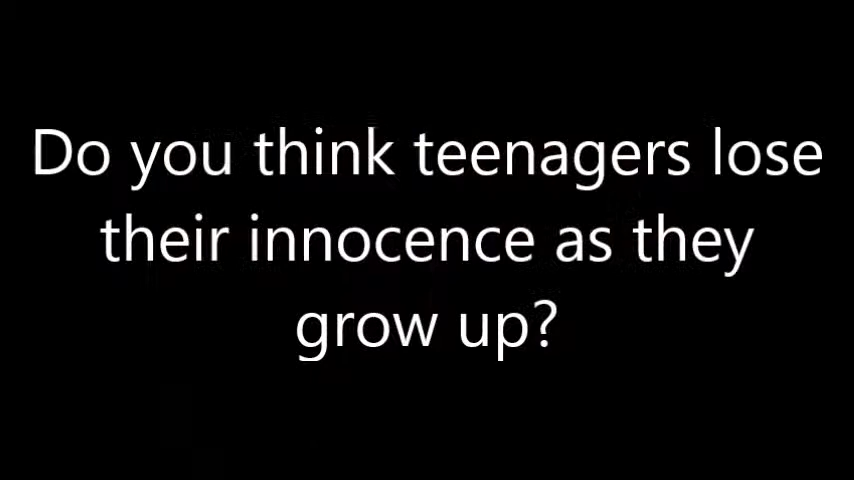 Do you think teenagers lose
their innocence as they
grow up?